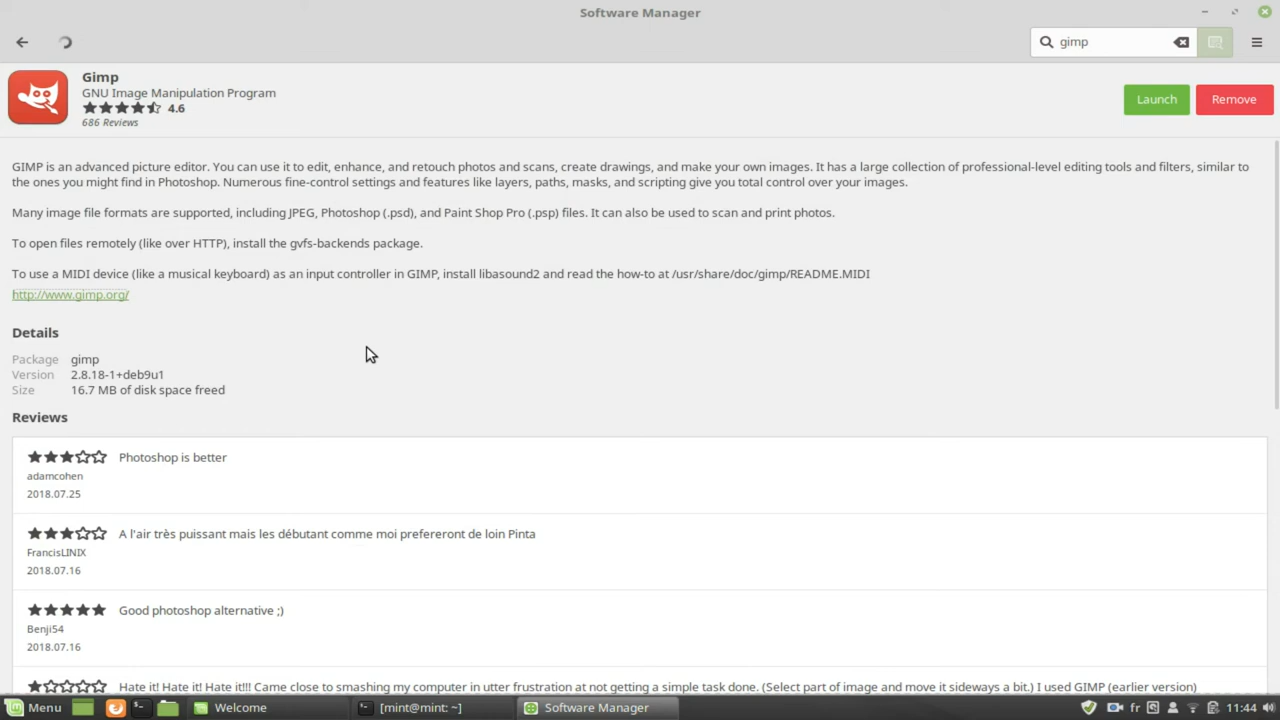 Software Manager
gimp
Gimp
GNU Image Manipulation Program
4.6
686 Reviews
Launch
Remove
GIMP is an advanced picture editor. You can use it to edit, enhance, and retouch photos and scans, create drawings, and make your own images. It has a large collection of professional-level editing tools and filters, similar to
the ones you might find in Photoshop. Numerous fine-control settings and features like layers, paths, masks, and scripting give you total control over your images.
Many image file formats are supported, including JPEG, Photoshop (.psd), and Paint Shop Pro (.psp) files. It can also be used to scan and print photos.
To open files remotely (like over HTTP), install the gvfs-backends package.
To use a MIDI device (like a musical keyboard) as an input controller in GIMP, install libasound2 and read the how-to at /usr/share/doc/gimp/README.MIDI
http://www.gimp.org/
Details
Package gimp
Version 2.8.18-1+deb9u1
Size 16.7 MB of disk space freed
Reviews
Photoshop is better
adamcohen
2018.07.25
A l'air très puissant mais les débutant comme moi prefereront de loin Pinta
FrancisLINIX
2018.07.16
Good photoshop alternative ;)
Benji54
2018.07.16
Hate it! Hate it! Hate it!!! Came close to smashing my computer in utter frustration at not getting a simple task done. (Select part of image and move it sideways a bit.) I used GIMP (earlier version)
Menu
Welcome
[mint@mint: ~]
Software Manager
fr
11:44